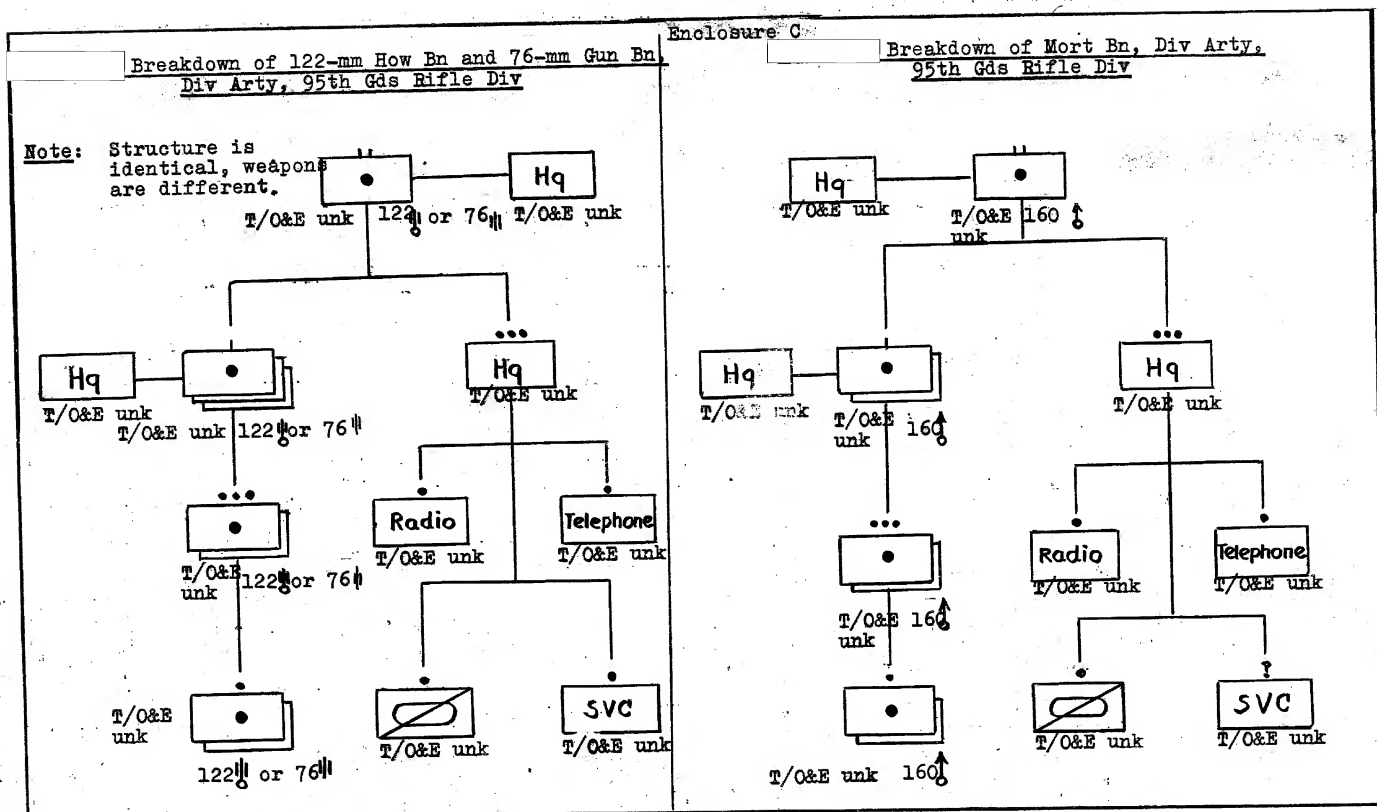 Enclosure C
Breakdown of 122-mm How Bn and 76-mm Gun Bn,
Div Arty, 95th Gds Rifle Div
Note: Structure is
identical, weapons
are different.
Hq
T/O&E unk 122 or 76 T/O&E unk
Hq
Hq
T/O&E unk
T/O&E unk
T/O&E unk 122 or 76
Radio
Telephone
T/O&E unk
T/O&E unk
T/O&E
unk 122 or 76
SVC
T/O&E
unk
T/O&E unk
T/O&E unk
122 or 76
Breakdown of Mort Bn, Div Arty,
95th Gds Rifle Div
Hq
T/O&E unk
T/O&E 160
unk
Hq
Hq
T/O&E unk
T/O&E
unk 160
T/O&E unk
Radio
Telephone
T/O&E unk
T/O&E unk
T/O&E 160
unk
?
SVC
T/O&E unk
T/O&E unk
T/O&E unk 160